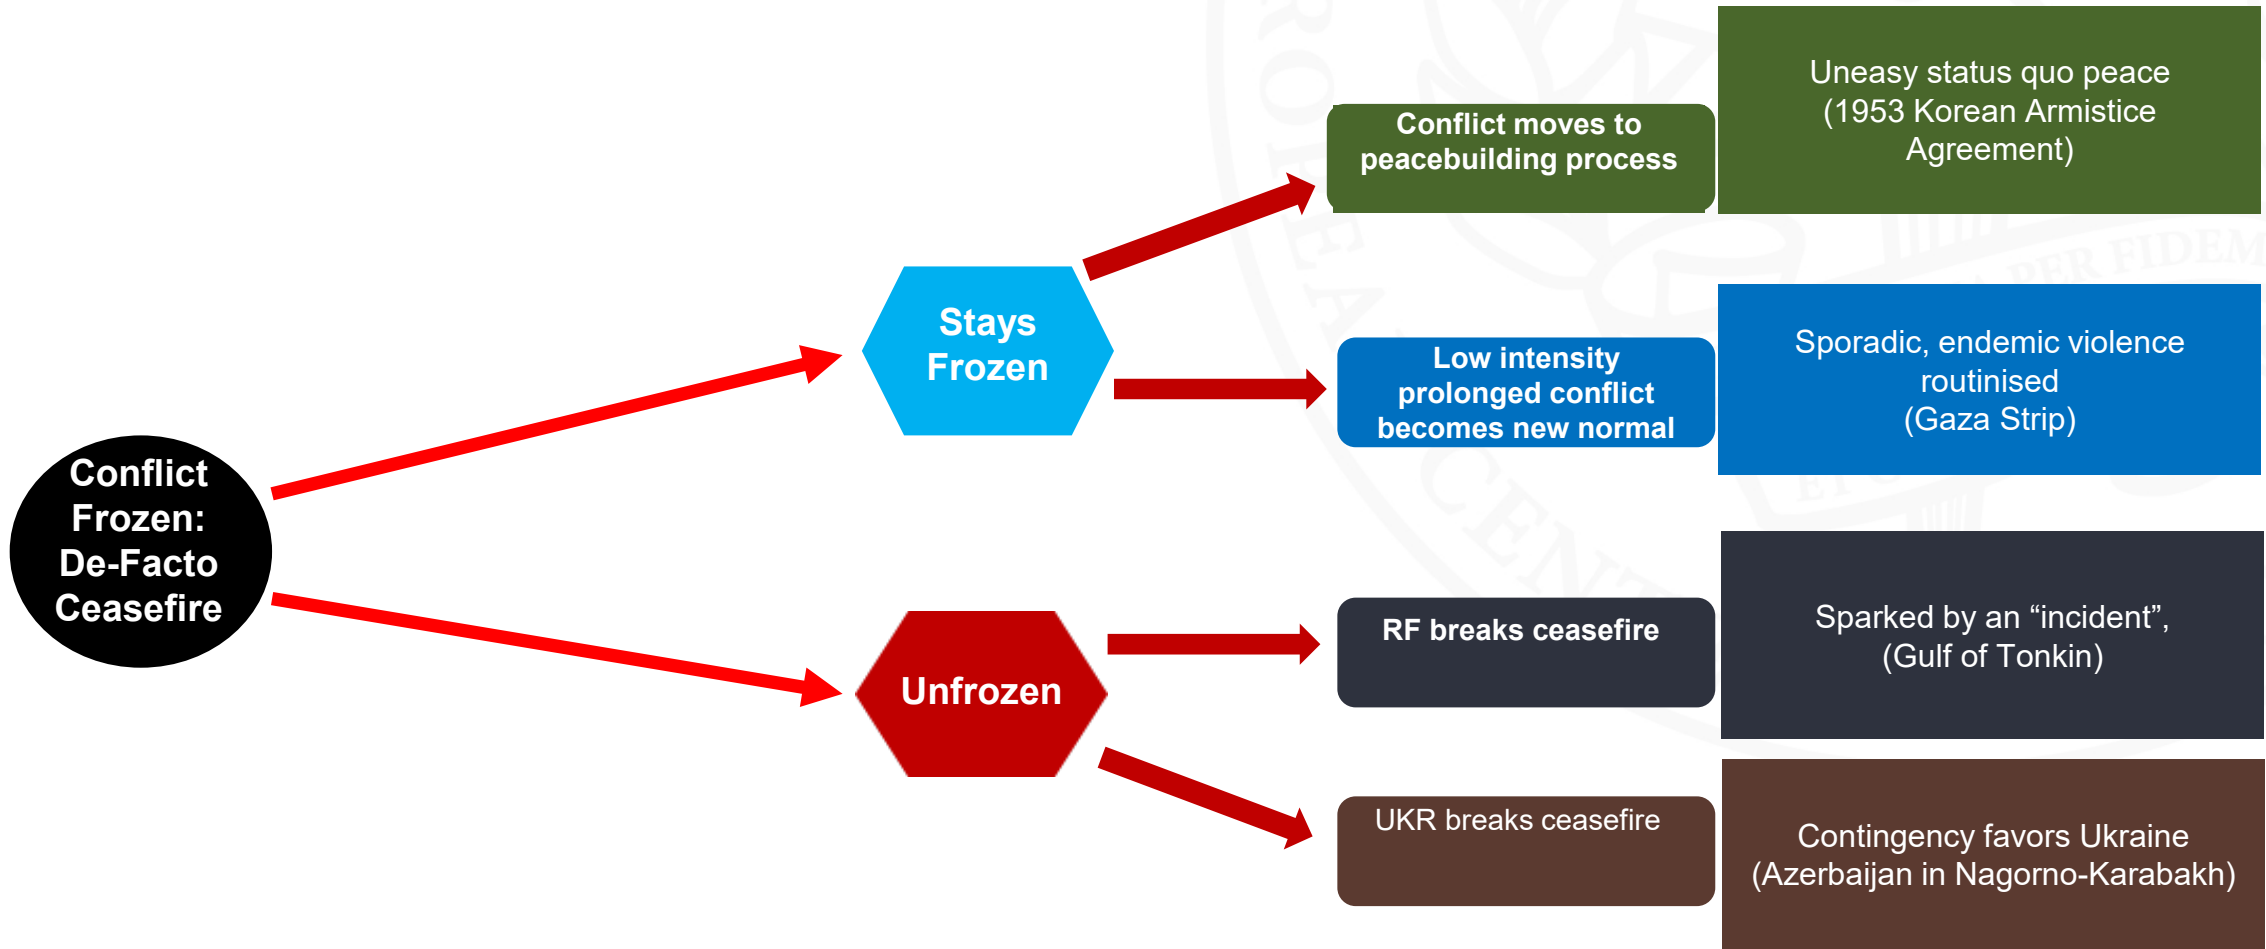 Conflict
Frozen:
De-Facto
Ceasefire
Stays
Frozen
Unfrozen
Conflict moves to
peacebuilding process
Uneasy status quo peace
(1953 Korean Armistice
Agreement)
Low intensity
prolonged conflict
becomes new normal
Sporadic, endemic violence
routinised
(Gaza Strip)
RF breaks ceasefire
Sparked by an “incident”,
(Gulf of Tonkin)
UKR breaks ceasefire
Contingency favors Ukraine
(Azerbaijan in Nagorno-Karabakh)
PER FIDEM